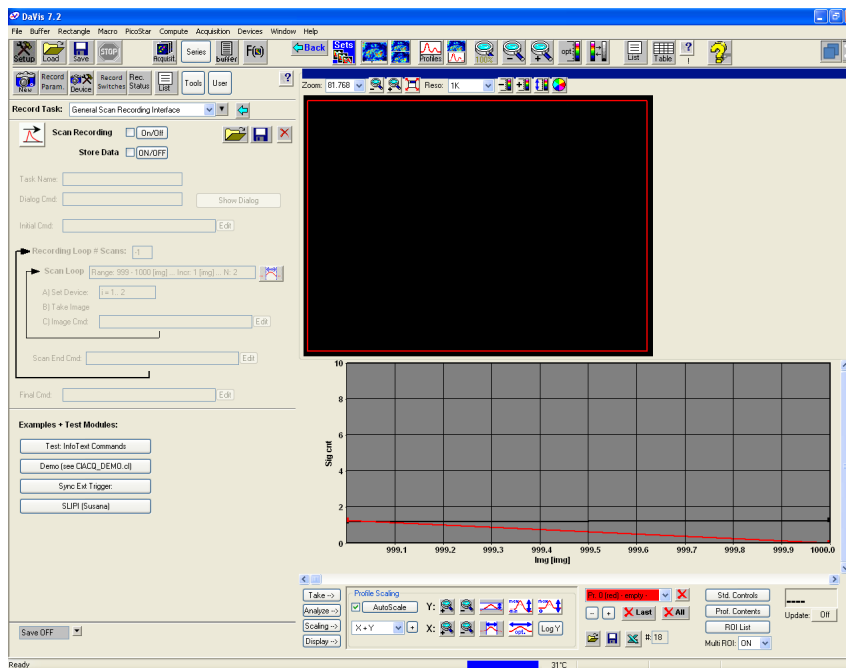 DaVis 7.2
File Buffer Rectangle Macro PicoStar Compute Acquisition Devices Window Help
Setup Load Save STOP Acquisit. Series buffer F(x) Back Sets Profiles 100% opt: List Table ? !
New Record Param. Device Record Switches Rec. Status List Tools User ?
Zoom: 81.768 Reso: 1K
Record Task: General Scan Recording Interface
Scan Recording On/Off
Store Data ON/OFF
Task Name:
Dialog Cmd: Show Dialog
Initial Cmd: Edit
Recording Loop # Scans: -1
Scan Loop Range: 999 - 1000 [img] ... Incr: 1 [img] ... N: 2
A) Set Device: i = 1... 2
B) Take Image
C) Image Cmd: Edit
Scan End Cmd: Edit
Final Cmd: Edit
Examples + Test Modules:
Test: InfoText Commands
Demo (see CIACQ_DEMO.cl)
Sync Ext Trigger:
SLIPI (Susana)
10
8
6
4
2
0
Sig cnt
999.1 999.2 999.3 999.4 999.5 999.6 999.7 999.8 999.9 1000.0
Img [img]
Take -->
Analyze -->
Scaling -->
Display -->
Profile Scaling
AutoScale Y: max max
X+Y + X: opt. Log Y
Pr. 0 (red) - empty -
- + Last All
#: 18
Std. Controls
Prof. Contents
ROI List
Multi ROI: ON
----
Update: Off
Save OFF
Ready 31°C